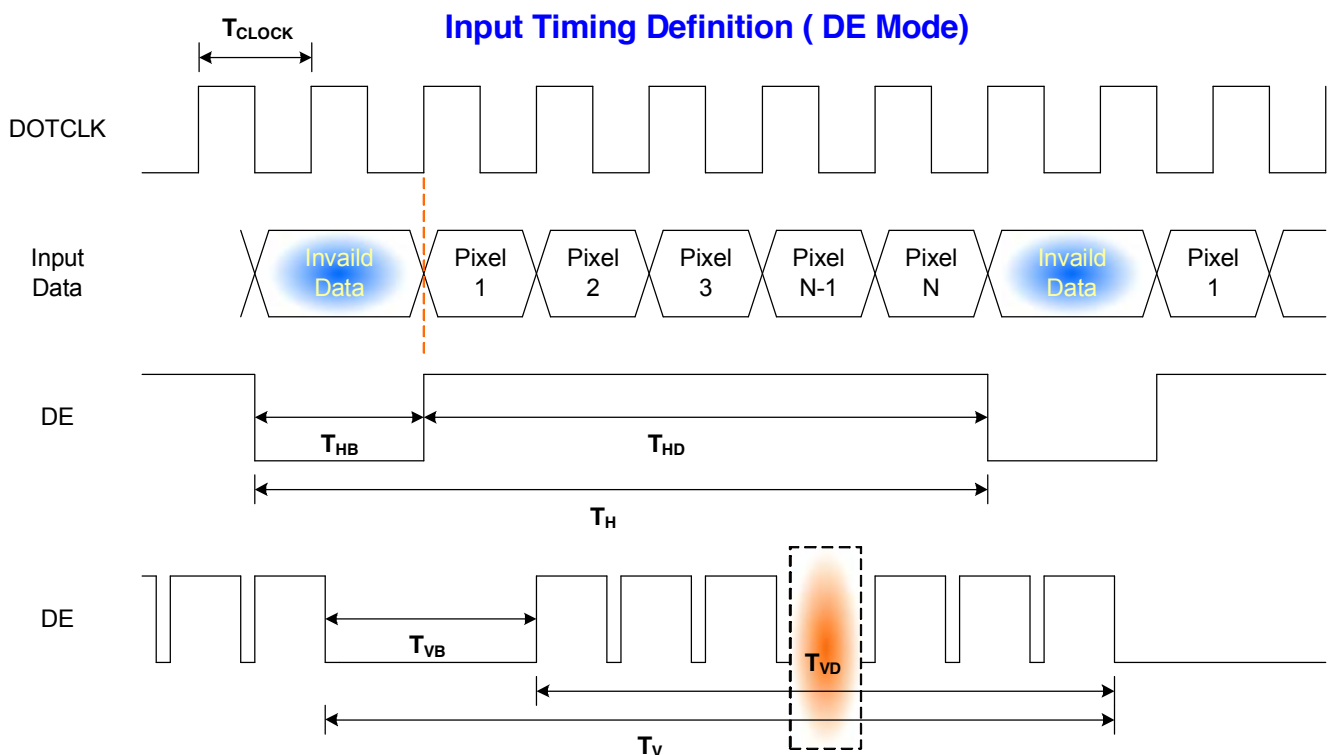 Input Timing Definition ( DE Mode)
TCLOCK
DOTCLK
Input
Data
Invaild
Data
Pixel
1
Pixel
2
Pixel
3
Pixel
N-1
Pixel
N
Invaild
Data
Pixel
1
DE
THB
THD
TH
DE
TVB
TVD
TV